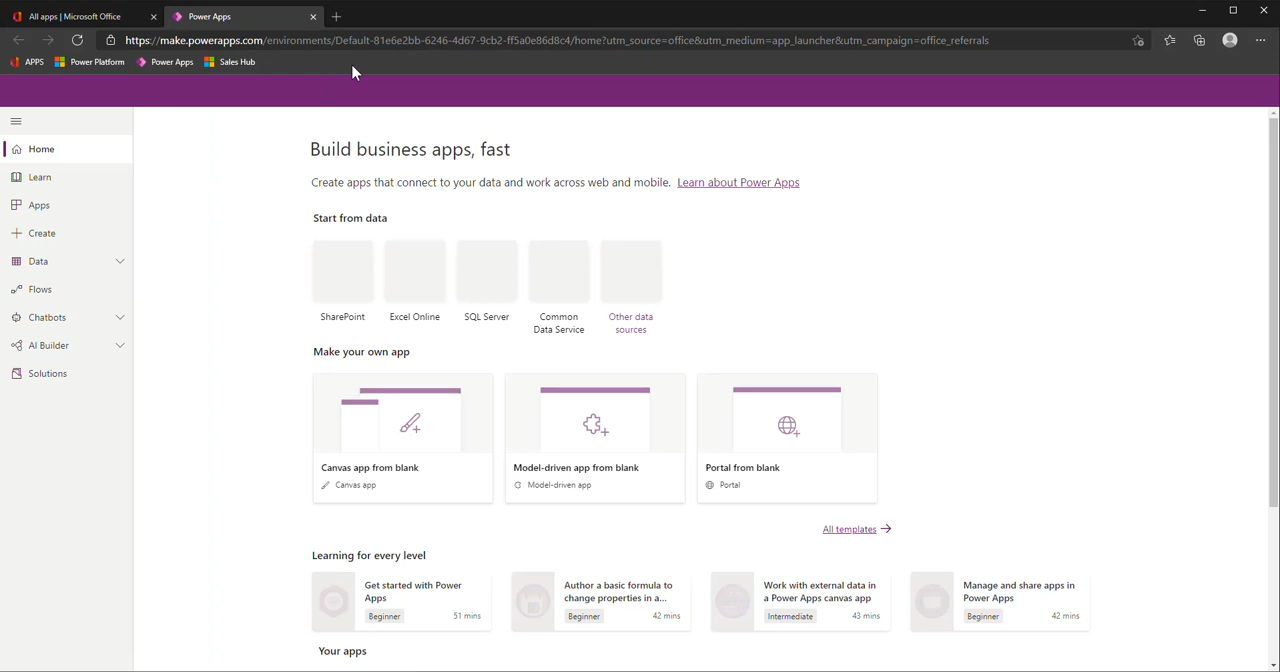 All apps | Microsoft Office
Power Apps
https://make.powerapps.com/environments/Default-81e6e2bb-6246-4d67-9cb2-ff5a0e86d8c4/home?utm_source=office&utm_medium=app_launcher&utm_campaign=office_referrals
APPS
Power Platform
Power Apps
Sales Hub
Home
Learn
Apps
Create
Data
Flows
Chatbots
AI Builder
Solutions
Build business apps, fast
Create apps that connect to your data and work across web and mobile. Learn about Power Apps
Start from data
SharePoint
Excel Online
SQL Server
Common
Data Service
Other data
sources
Make your own app
Canvas app from blank
Canvas app
Model-driven app from blank
Model-driven app
Portal from blank
Portal
All templates
Learning for every level
Get started with Power
Apps
Beginner
51 mins
Author a basic formula to
change properties in a...
Beginner
42 mins
Work with external data in
a Power Apps canvas app
Intermediate
43 mins
Manage and share apps in
Power Apps
Beginner
42 mins
Your apps